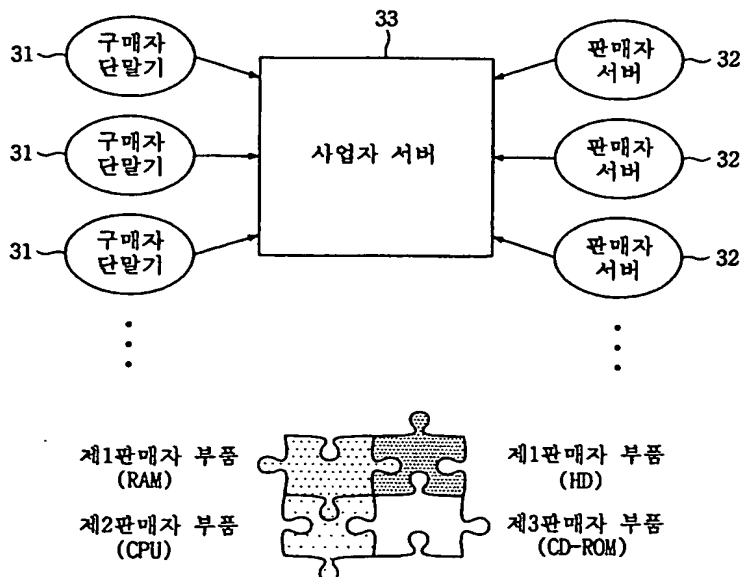 33
31 구매자 단말기
판매자 서버 32
31 구매자 단말기
사업자 서버
판매자 서버 32
31 구매자 단말기
판매자 서버 32
제1판매자 부품
(RAM)
제1판매자 부품
(HD)
제2판매자 부품
(CPU)
제3판매자 부품
(CD-ROM)